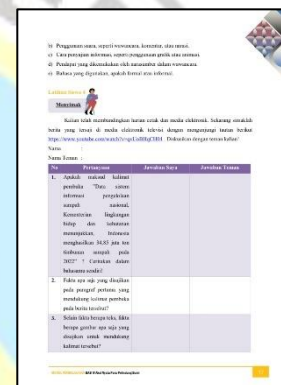 b) Penggunaan suara, seperti wawancara, komentar, atau narasi.
c) Cara penyajian informasi, seperti penggunaan grafik atau animasi.
d) Pendapat yang dikemukakan oleh narasumber dalam wawancara.
e) Bahasa yang digunakan, apakah formal atau informal.
Latihan Siswa
Menyimak
Kalian telah membandingkan harian cetak dan media elektronik. Sekarang simaklah
berita yang tersaji di media elektronik televisi dengan mengunjungi tautan berikut
Diskusikan dengan teman kalian!
Nama :
Nama Teman :
No Pertanyaan Jawaban Saya Jawaban Teman
1. Apakah maksud kalimat
pembuka "Data sistem
informasi pengelolaan
sampah nasional,
Kementerian lingkungan
hidup dan kehutanan
menunjukkan, Indonesia
menghasilkan 34,83 juta ton
timbunan sampah pada
2022" ? Ceritakan dalam
bahasamu sendiri!
2. Fakta apa saja yang disajikan
pada paragraf pertama yang
mendukung kalimat pembuka
pada berita tersebut?
3. Selain fakta berupa teks, fakta
berupa gambar apa saja yang
disajikan untuk mendukung
kalimat tersebut?